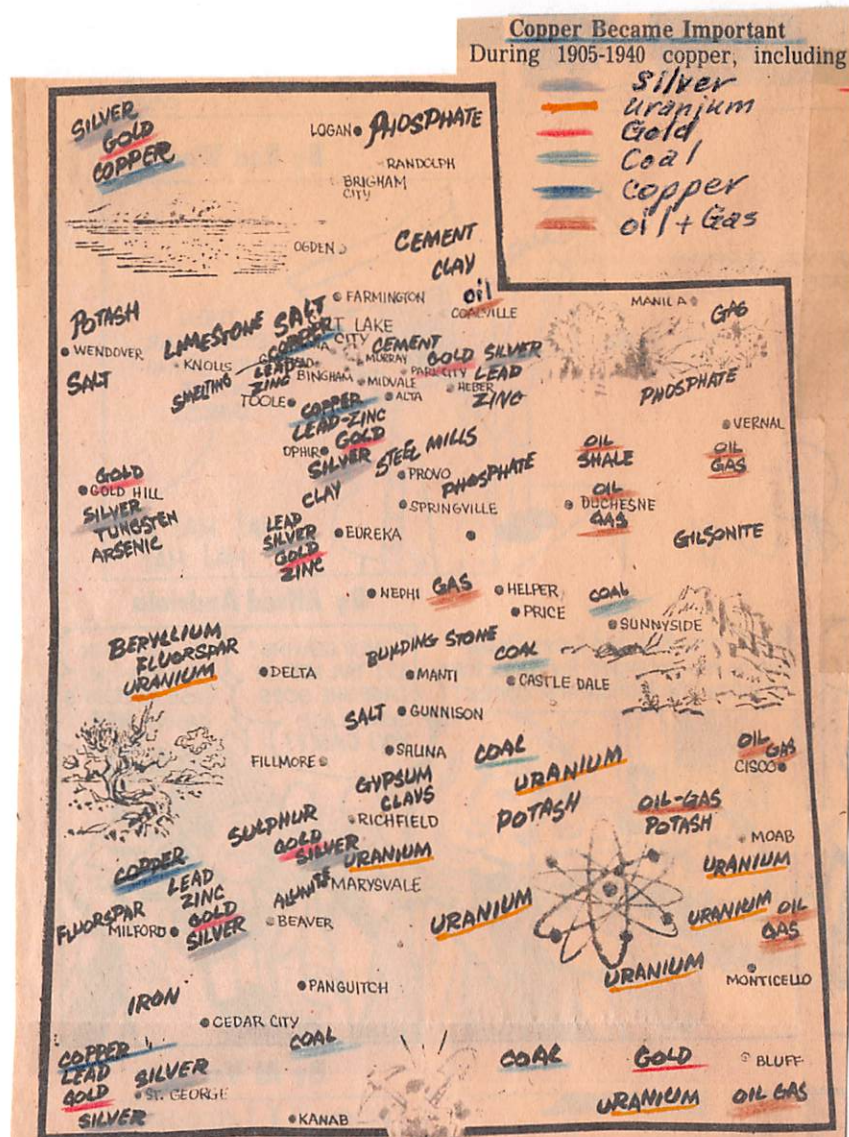 Copper Became Important
During 1905-1940 copper, including
Silver
Uranium
Gold
Coal
Copper
Oil + Gas
SILVER
GOLD
COPPER
LOGAN
PHOSPHATE
RANDOLPH
BRIGHAM
CITY
OGDEN
CEMENT
CLAY
FARMINGTON
OIL
COALVILLE
MANILA
GAS
POTASH
WENDOVER
SALT
LIMESTONE
KNOLLS
SMELTING
SALT
LAKE
CITY
COPPER
LEAD
ZINC
BINGHAM
MURRAY
MIDVALE
CEMENT
PARK CITY
GOLD SILVER
LEAD
ZINC
HEBER
ALTA
TOOLE
PHOSPHATE
VERNAL
COPPER
LEAD-ZINC
GOLD
OPHIR
SILVER
CLAY
STEEL MILLS
PROVO
PHOSPHATE
SPRINGVILLE
OIL
SHALE
OIL
DUCHESNE
GAS
OIL
GAS
GOLD
GOLD HILL
SILVER
TUNGSTEN
ARSENIC
LEAD
SILVER
GOLD
ZINC
EUREKA
GILSONITE
NEPHI
GAS
HELPER
PRICE
COAL
SUNNYSIDE
BERYLLIUM
FLUORSPAR
URANIUM
DELTA
BUILDING STONE
MANTI
COAL
CASTLE DALE
SALT
GUNNISON
SALINA
FILLMORE
COAL
URANIUM
POTASH
OIL
GAS
CISCO
GYPSUM
CLAYS
RICHFIELD
OIL-GAS
POTASH
MOAB
SULPHUR
GOLD
SILVER
URANIUM
ALUNITE
MARYSVALE
URANIUM
COPPER
LEAD
ZINC
GOLD
SILVER
FLUORSPAR
MILFORD
BEAVER
URANIUM
URANIUM
OIL
GAS
URANIUM
MONTICELLO
IRON
PANGUITCH
CEDAR CITY
COAL
COPPER
LEAD
GOLD
SILVER
ST. GEORGE
SILVER
KANAB
COAL
GOLD
BLUFF
URANIUM
OIL GAS